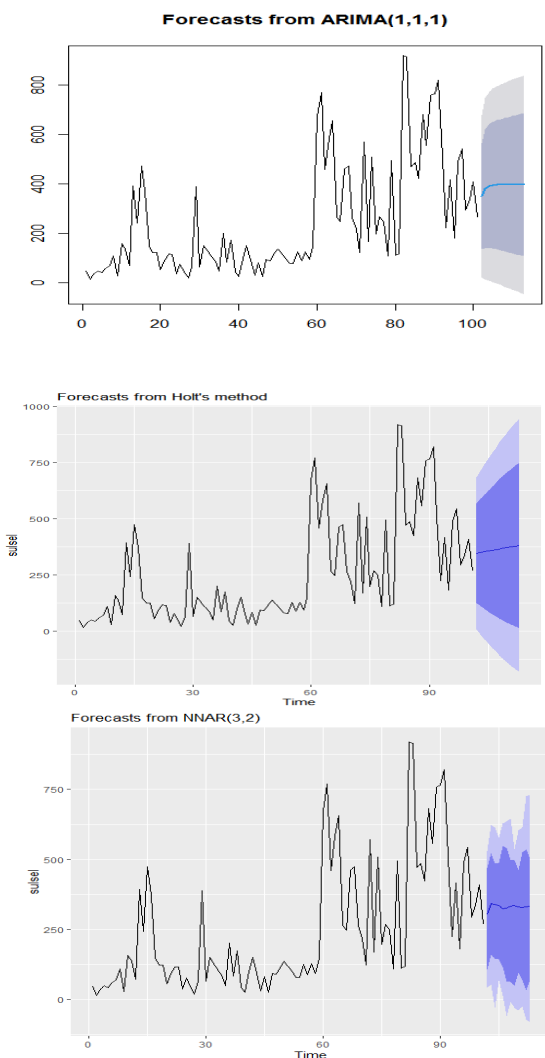 Forecasts from ARIMA(1,1,1)
800
600
400
200
0
0 20 40 60 80 100
Forecasts from Holt's method
1000
750
500
250
0
sulsel
0 30 60 90
Time
Forecasts from NNAR(3,2)
750
500
250
0
sulsel
0 30 60 90
Time